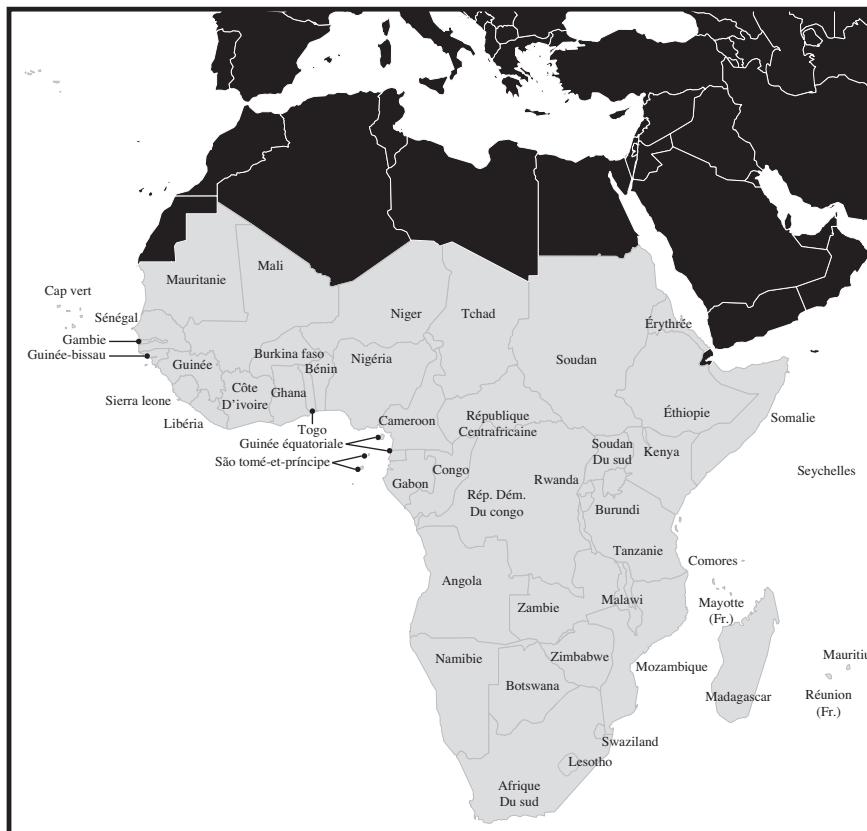 Mali
Mauritanie
Cap vert
Niger
Tchad
Sénégal
Érythrée
Gambie
Guinée-bissau
Burkina faso
Nigéria
Soudan
Guinée
Bénin
Côte
D'ivoire
Ghana
Sierra leone
Éthiopie
Libéria
Togo
Cameroon
République
Centrafricaine
Somalie
Guinée équatoriale
Soudan
Du sud
Kenya
São tomé-et-príncipe
Congo
Seychelles
Gabon
Rwanda
Rép. Dém.
Du congo
Burundi
Tanzanie
Comores
Angola
Malawi
Zambie
Mayotte
(Fr.)
Namibie
Zimbabwe
Mozambique
Mauritiu
Botswana
Madagascar
Réunion
(Fr.)
Swaziland
Lesotho
Afrique
Du sud